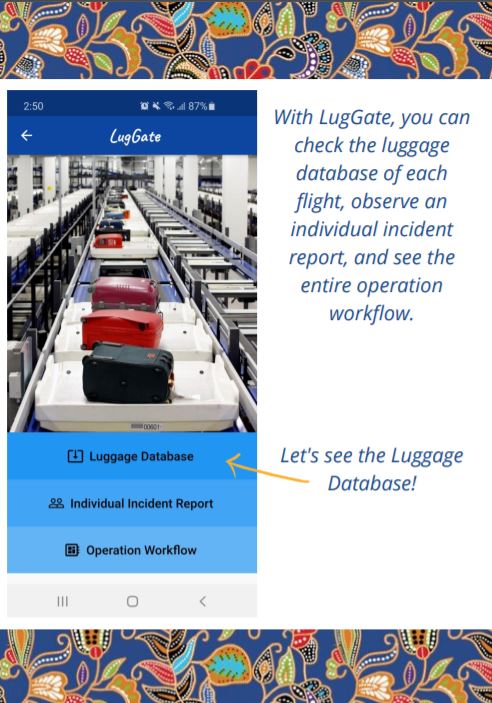 2:50
87%
LugGate
With LugGate, you can
check the luggage
database of each
flight, observe an
individual incident
report, and see the
entire operation
workflow.
00601
Luggage Database
Let's see the Luggage
Database!
Individual Incident Report
Operation Workflow